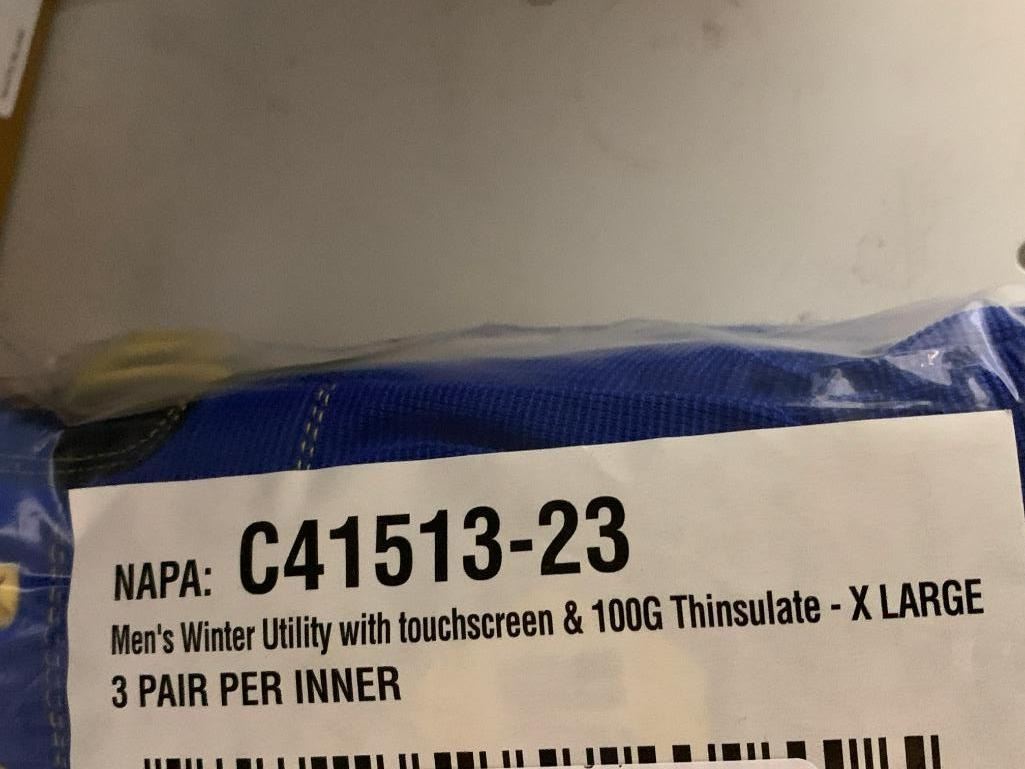 NAPA: C41513-23
Men's Winter Utility with touchscreen & 100G Thinsulate - X LARGE
3 PAIR PER INNER